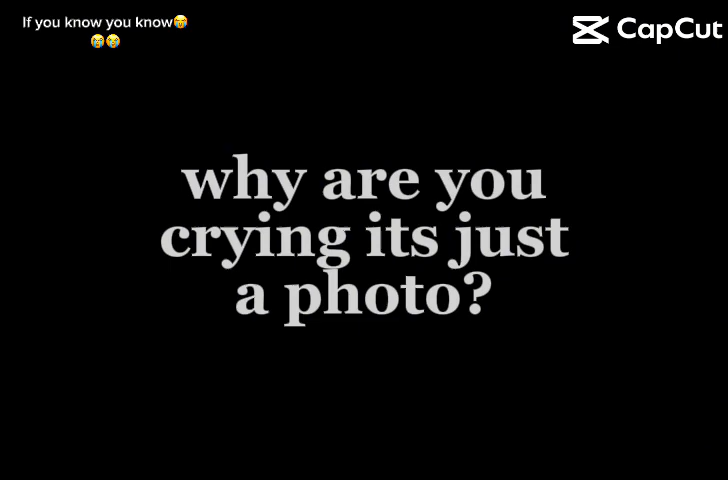 If you know you know😭
😭😭
CapCut
why are you
crying its just
a photo?